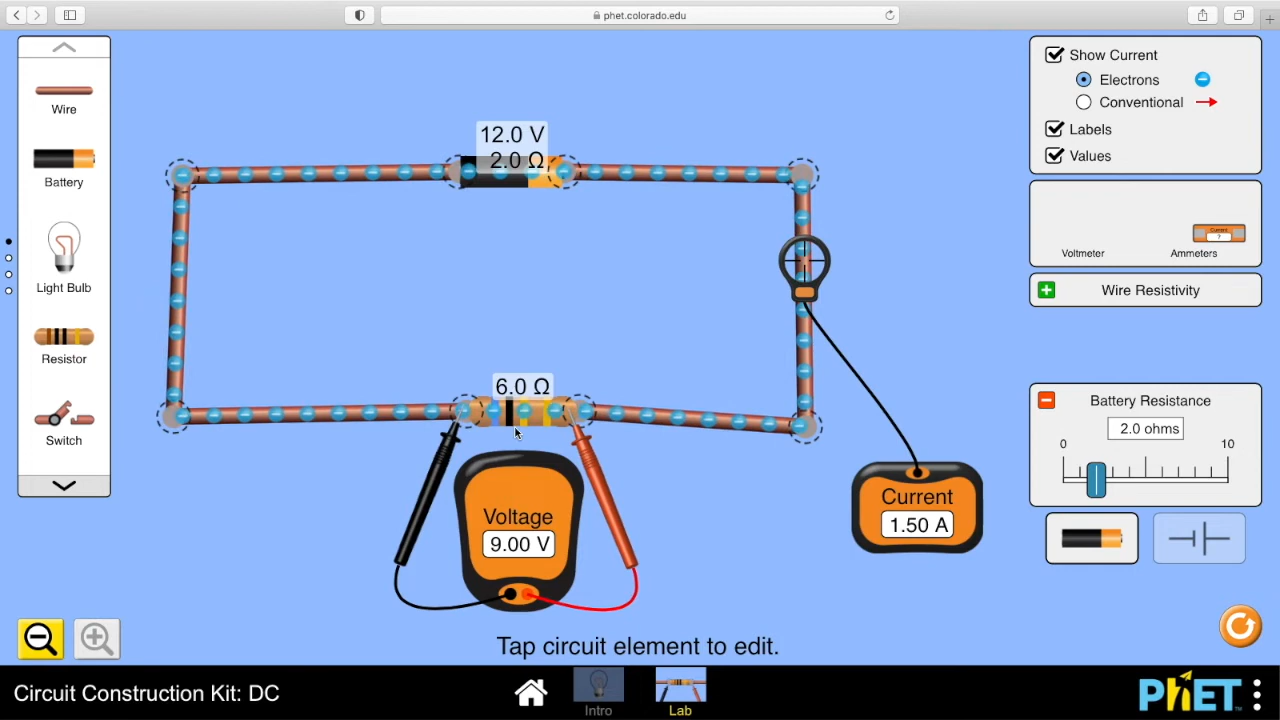 phet.colorado.edu
Wire
Battery
Light Bulb
Resistor
Switch
12.0 V
2.0 Ω
6.0 Ω
Voltage
9.00 V
Current
1.50 A
Show Current
Electrons
Conventional
Labels
Values
Current
?
Voltmeter
Ammeters
Wire Resistivity
Battery Resistance
2.0 ohms
0
10
Tap circuit element to edit.
Circuit Construction Kit: DC
Intro
Lab
PhET